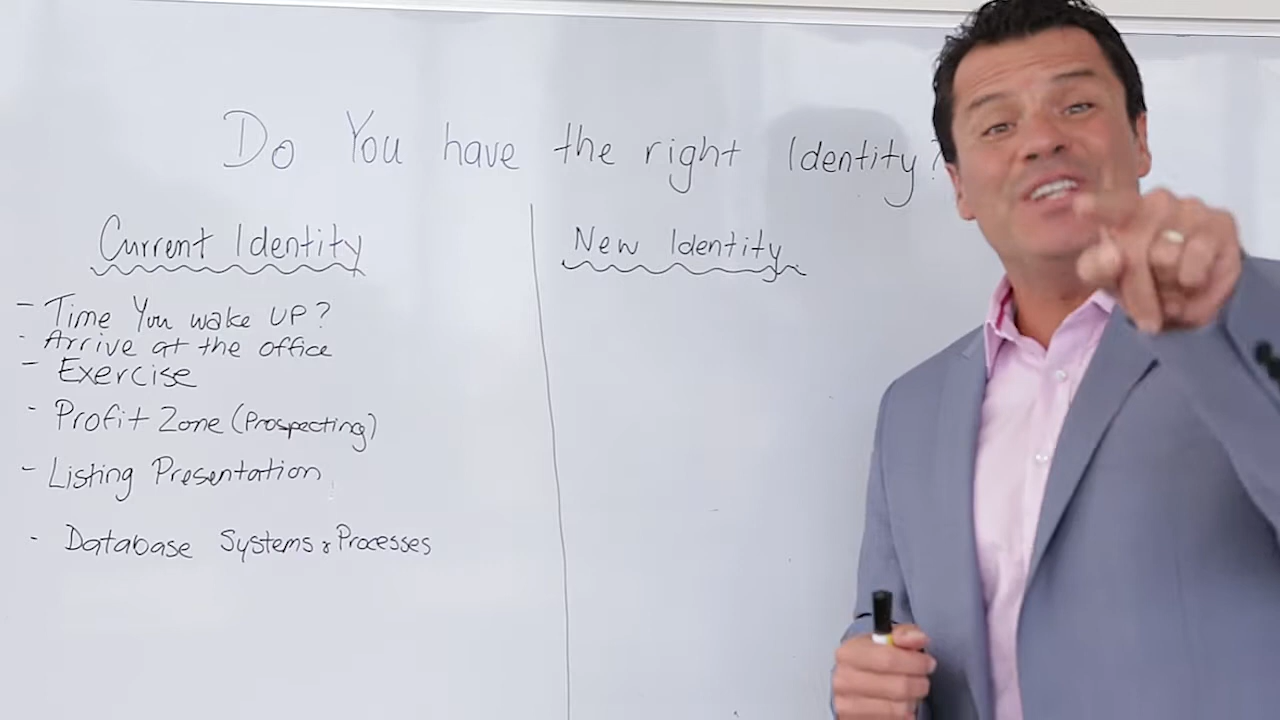 Do You have the right Identity?
Current Identity
- Time You wake UP?
- Arrive at the office
- Exercise
- Profit Zone (Prospecting)
- Listing Presentation
- Database Systems & Processes
New Identity